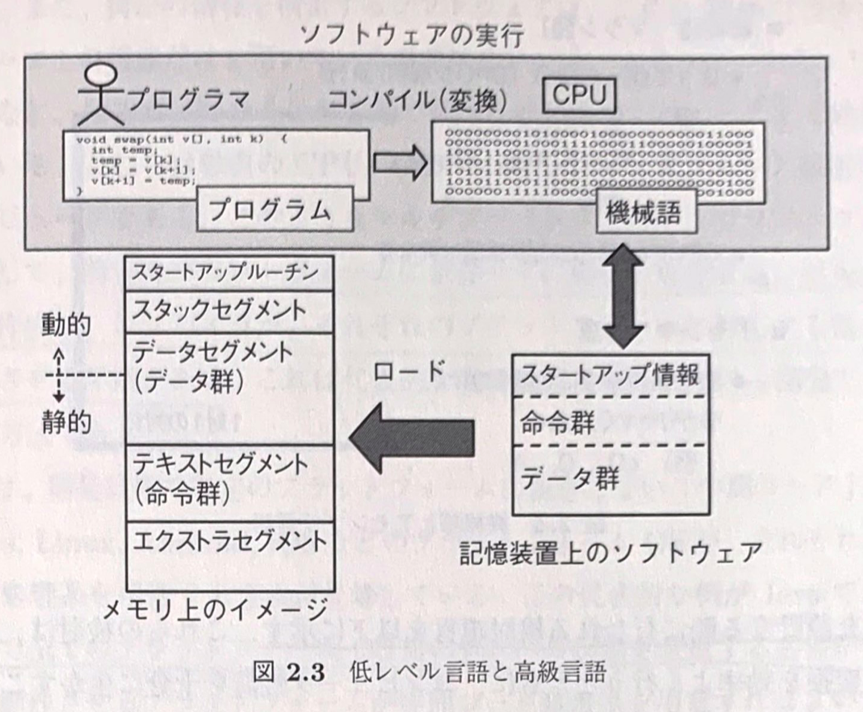 ソフトウェアの実行
プログラマ
コンパイル(変換)
CPU
void swap(int v[], int k) {
int temp;
temp = v[k];
v[k] = v[k+1];
v[k+1] = temp;
}
プログラム
機械語
スタートアップルーチン
スタックセグメント
データセグメント
(データ群)
テキストセグメント
(命令群)
エクストラセグメント
動的
静的
メモリ上のイメージ
ロード
スタートアップ情報
命令群
データ群
記憶装置上のソフトウェア
図 2.3 低レベル言語と高級言語